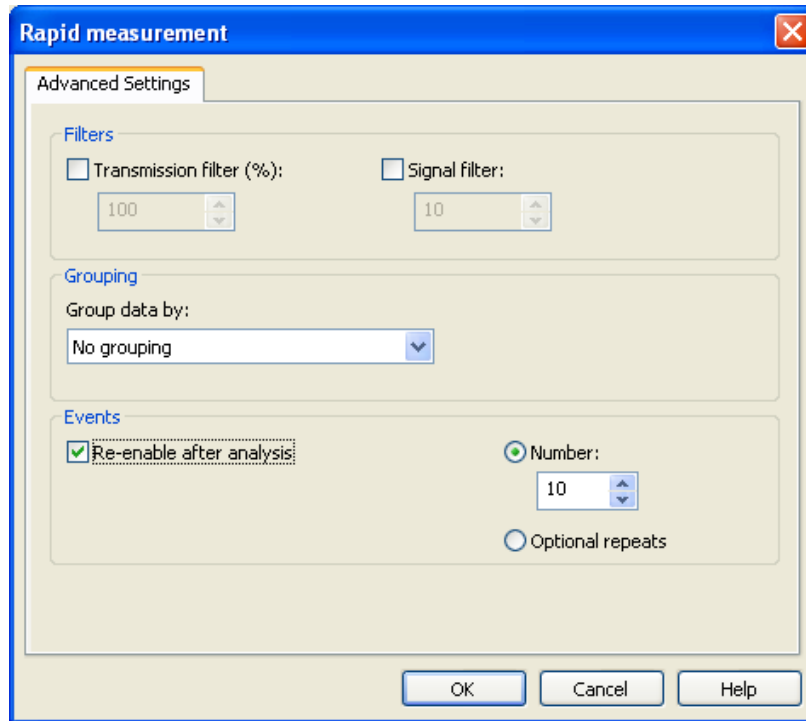 Rapid measurement
Advanced Settings
Filters
Transmission filter (%): Signal filter:
100 10
Grouping
Group data by:
No grouping
Events
Re-enable after analysis Number:
10
Optional repeats
OK Cancel Help